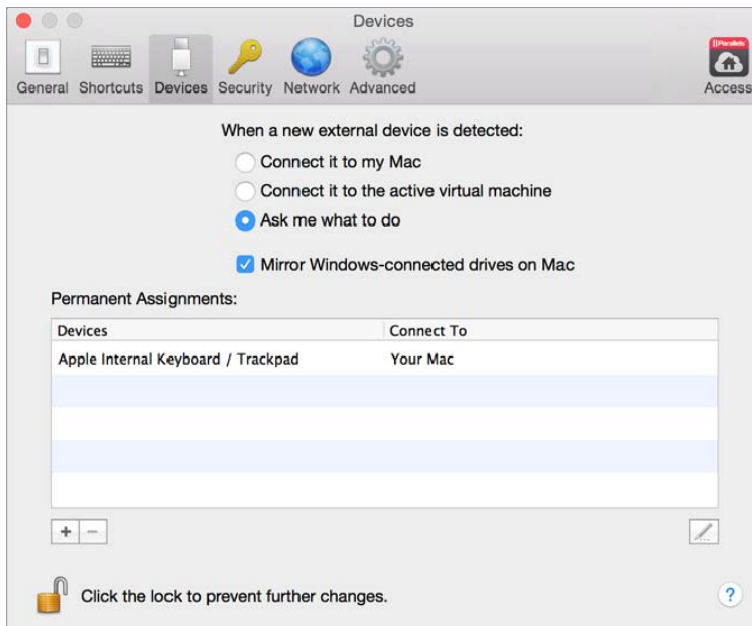 Devices
General Shortcuts Devices Security Network Advanced
||Parallels
Access
When a new external device is detected:
Connect it to my Mac
Connect it to the active virtual machine
Ask me what to do
Mirror Windows-connected drives on Mac
Permanent Assignments:
Devices Connect To
Apple Internal Keyboard / Trackpad Your Mac
+ −
Click the lock to prevent further changes.
?